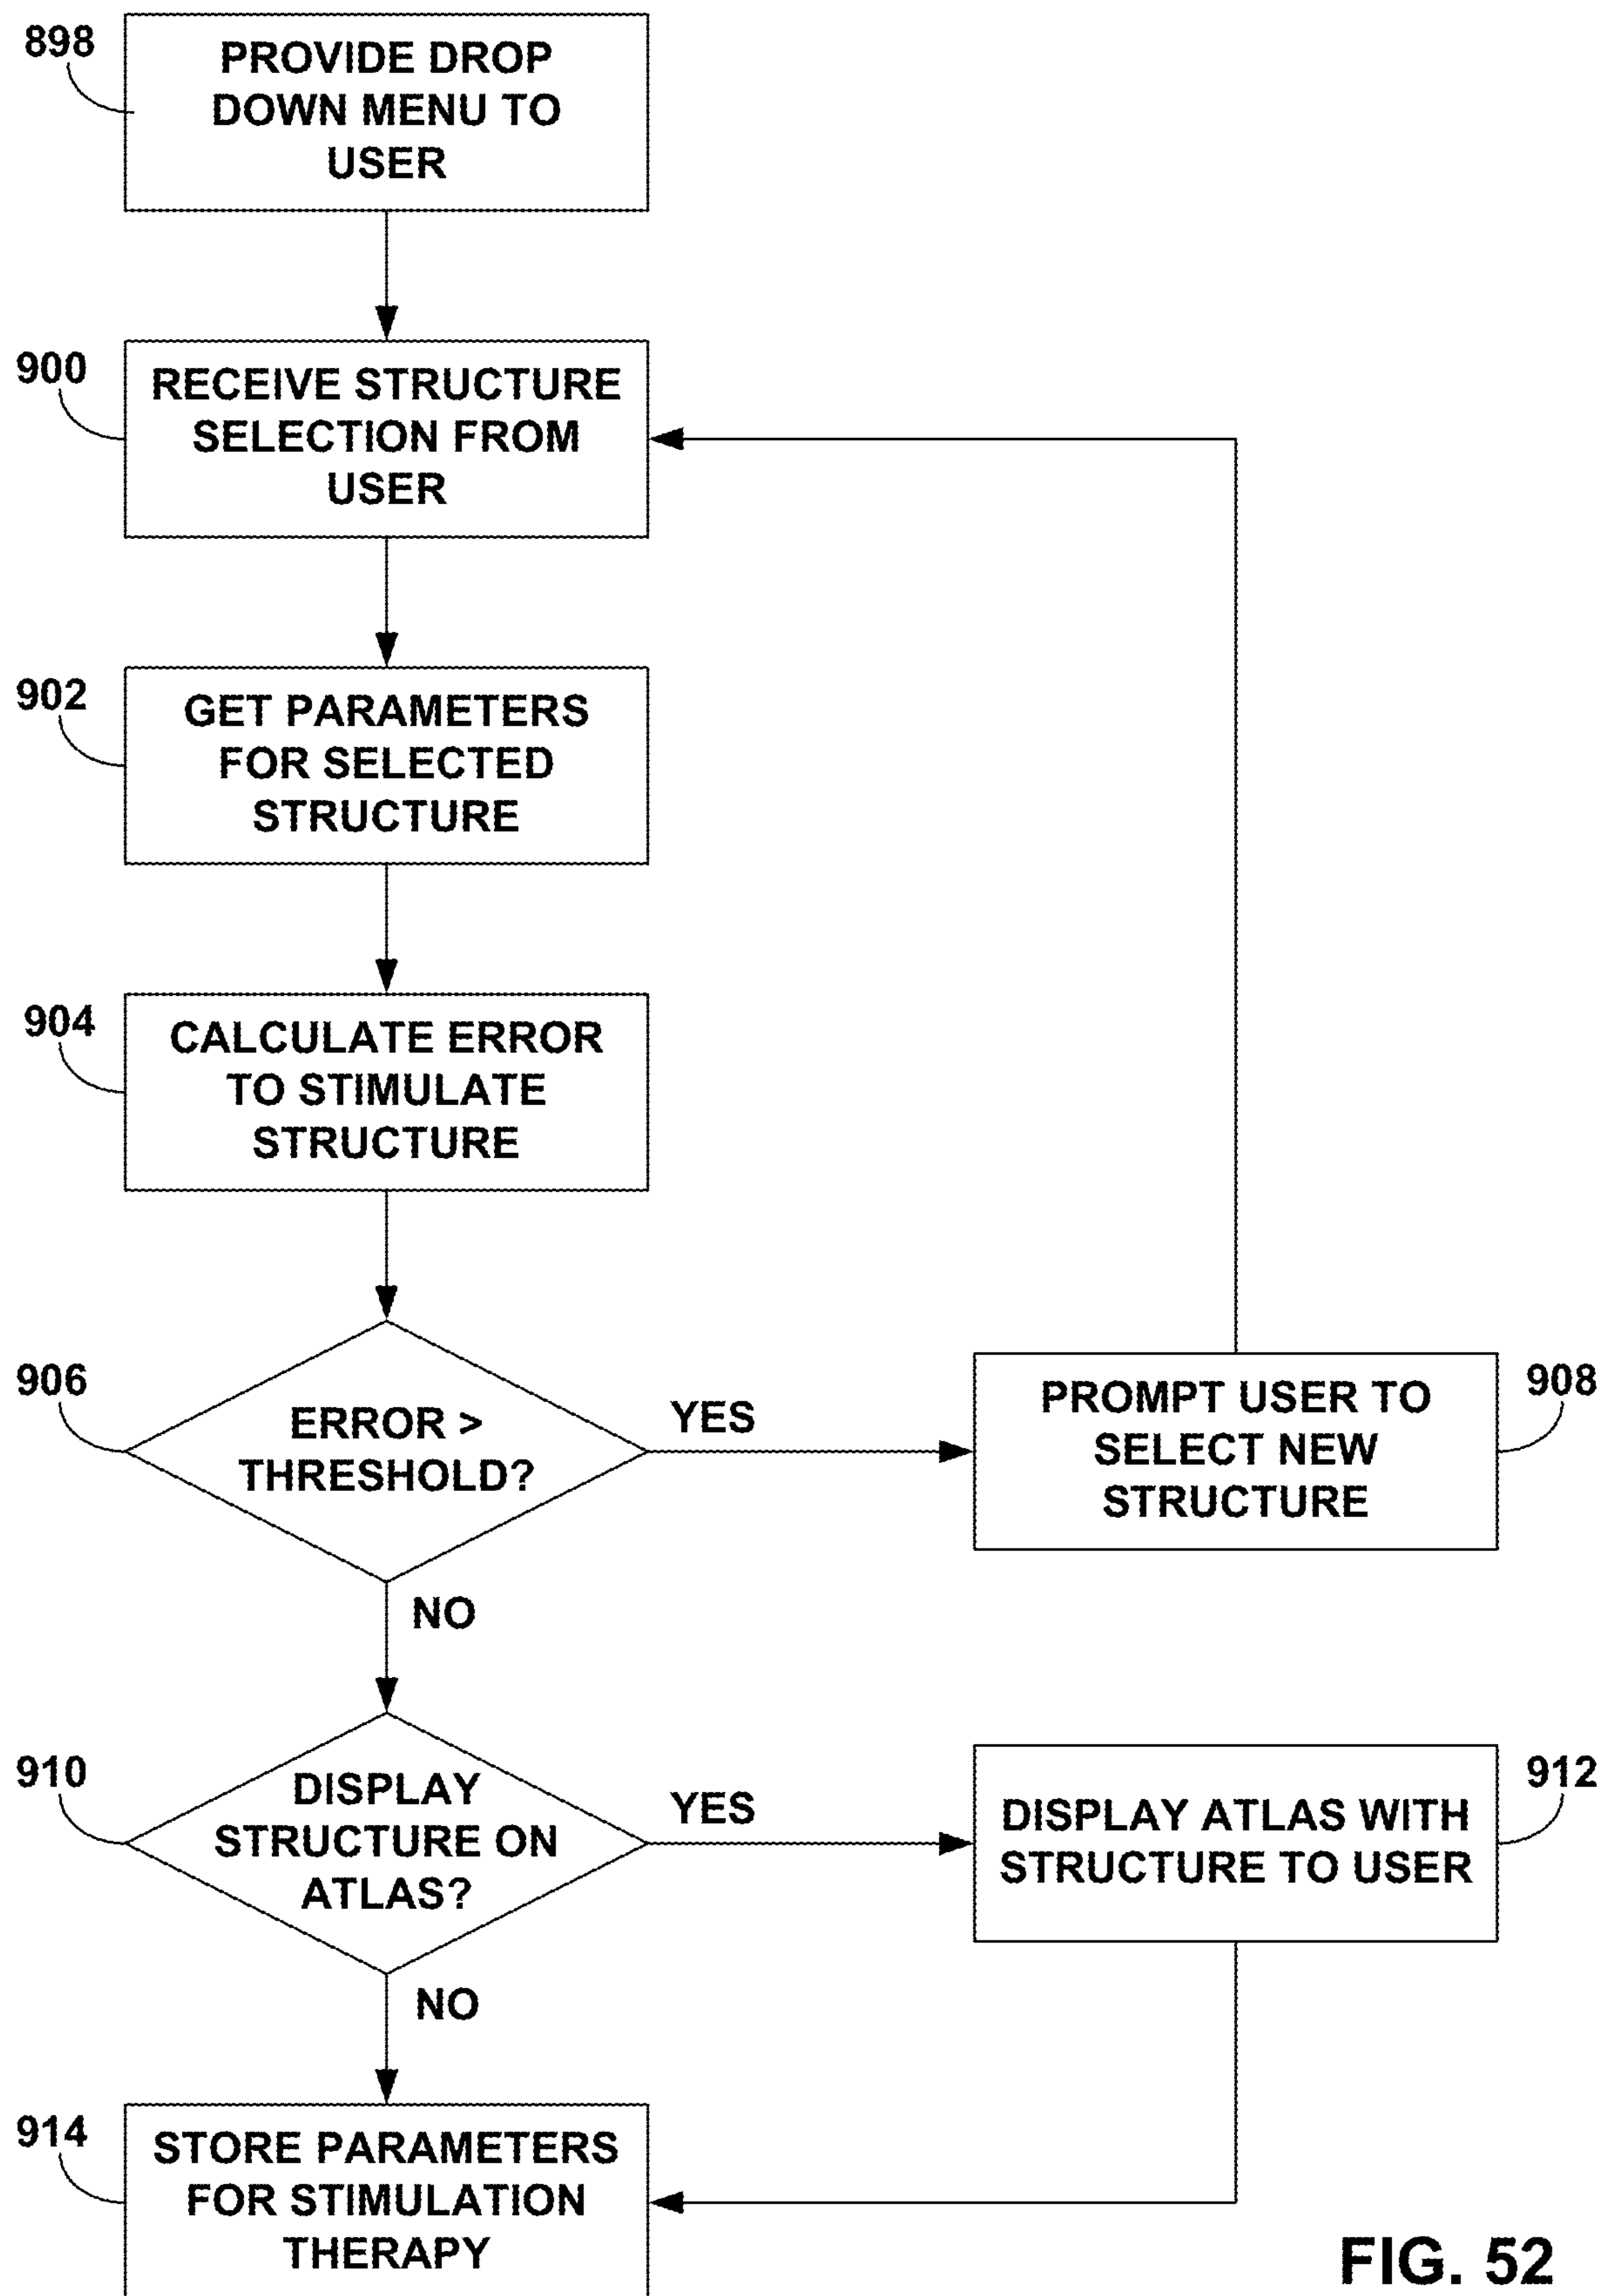 898
PROVIDE DROP
DOWN MENU TO
USER
900
RECEIVE STRUCTURE
SELECTION FROM
USER
902
GET PARAMETERS
FOR SELECTED
STRUCTURE
904
CALCULATE ERROR
TO STIMULATE
STRUCTURE
906
ERROR >
THRESHOLD?
YES
NO
PROMPT USER TO
SELECT NEW
STRUCTURE
908
910
DISPLAY
STRUCTURE ON
ATLAS?
YES
NO
DISPLAY ATLAS WITH
STRUCTURE TO USER
912
914
STORE PARAMETERS
FOR STIMULATION
THERAPY
FIG. 52